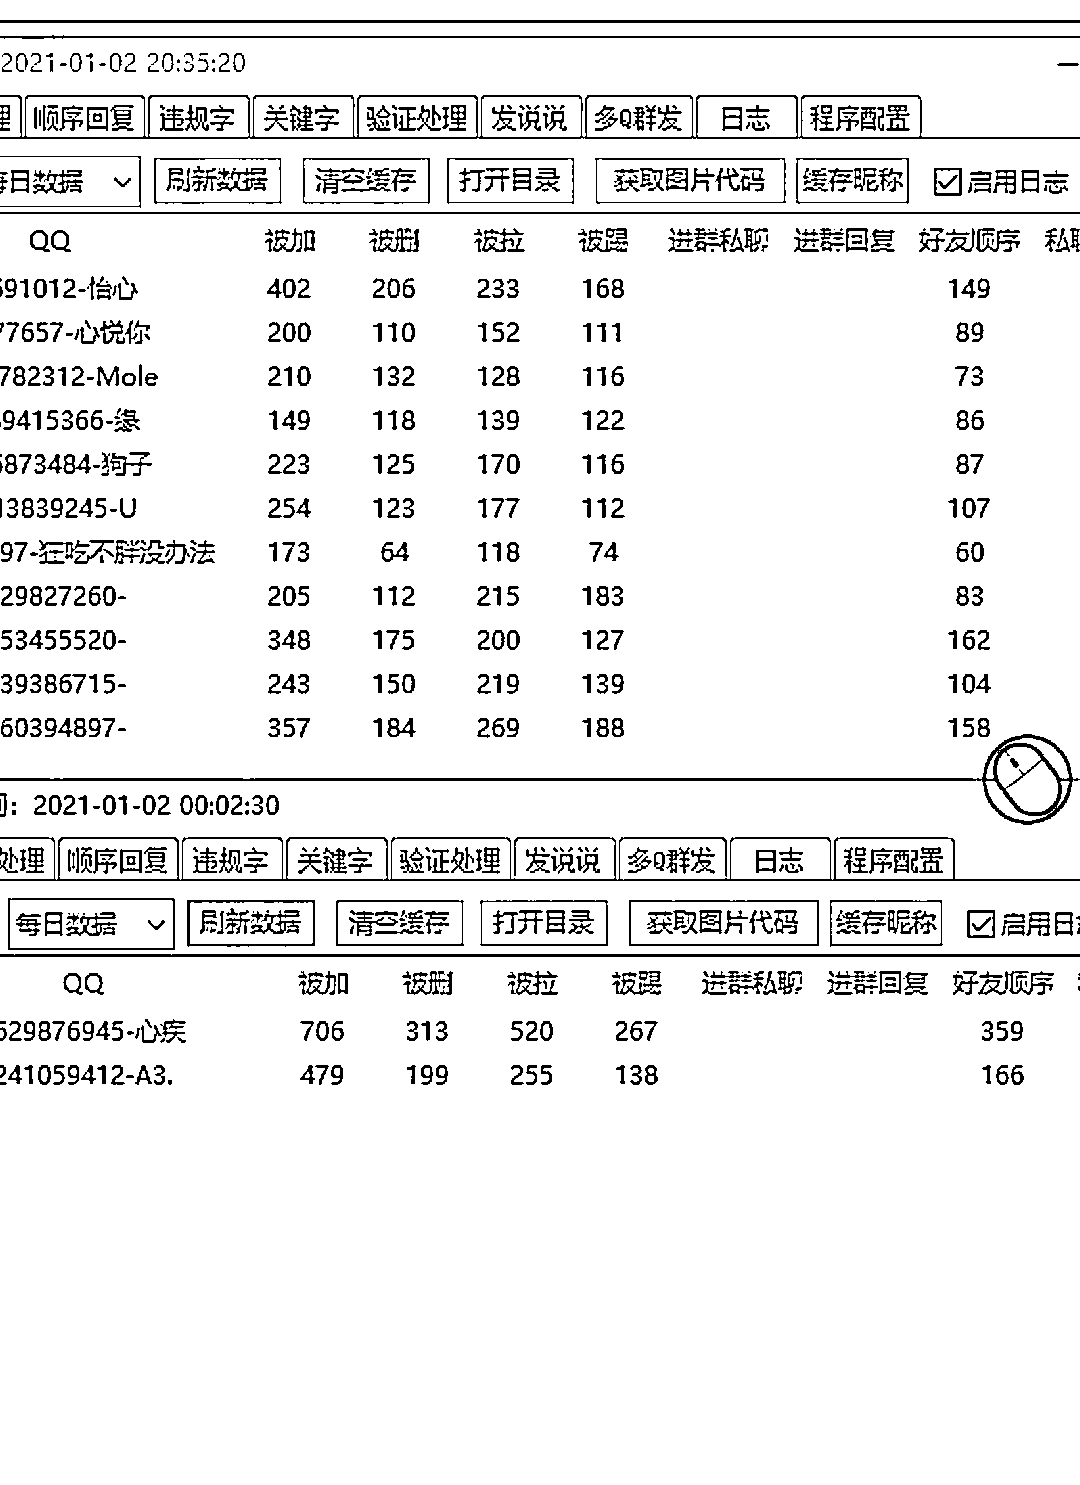 2021-01-02 20:35:20
理 顺序回复 违规字 关键字 验证处理 发说说 多Q群发 日志 程序配置
每日数据 刷新数据 清空缓存 打开目录 获取图片代码 缓存昵称 启用日志
QQ 被加 被删 被拉 被踢 进群私聊 进群回复 好友顺序 私聊
591012-怡心 402 206 233 168 149
77657-心悦你 200 110 152 111 89
782312-Mole 210 132 128 116 73
9415366-缘 149 118 139 122 86
5873484-狗子 223 125 170 116 87
13839245-U 254 123 177 112 107
97-狂吃不胖没办法 173 64 118 74 60
29827260- 205 112 215 183 83
53455520- 348 175 200 127 162
39386715- 243 150 219 139 104
60394897- 357 184 269 188 158
间: 2021-01-02 00:02:30
处理 顺序回复 违规字 关键字 验证处理 发说说 多Q群发 日志 程序配置
每日数据 刷新数据 清空缓存 打开目录 获取图片代码 缓存昵称 启用日志
QQ 被加 被删 被拉 被踢 进群私聊 进群回复 好友顺序
629876945-心疾 706 313 520 267 359
241059412-A3. 479 199 255 138 166